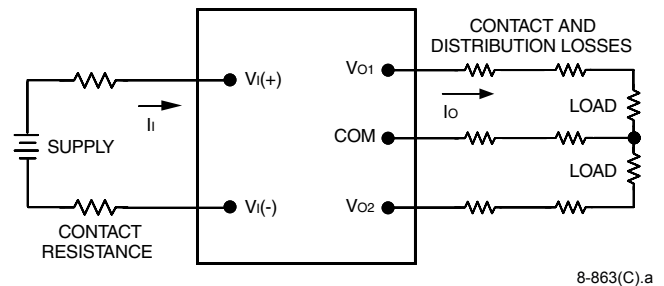 CONTACT AND
DISTRIBUTION LOSSES
VI(+)
VO1
II
IO
LOAD
SUPPLY
COM
LOAD
VI(-)
VO2
CONTACT
RESISTANCE
8-863(C).a